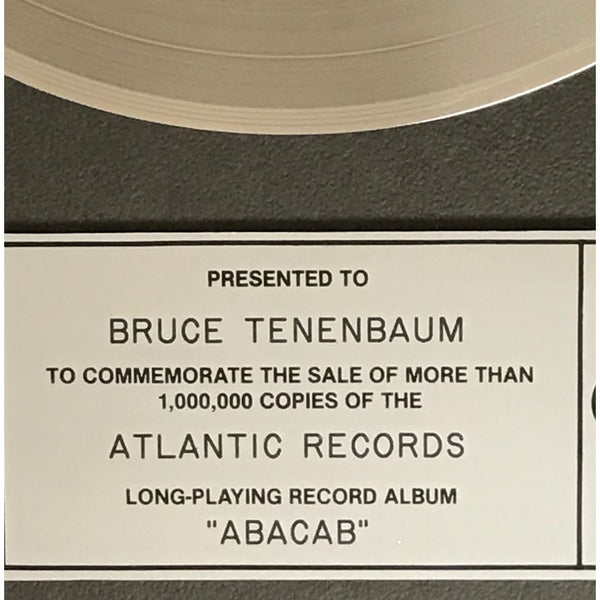 PRESENTED TO
BRUCE TENENBAUM
TO COMMEMORATE THE SALE OF MORE THAN
1,000,000 COPIES OF THE
ATLANTIC RECORDS
LONG-PLAYING RECORD ALBUM
"ABACAB"